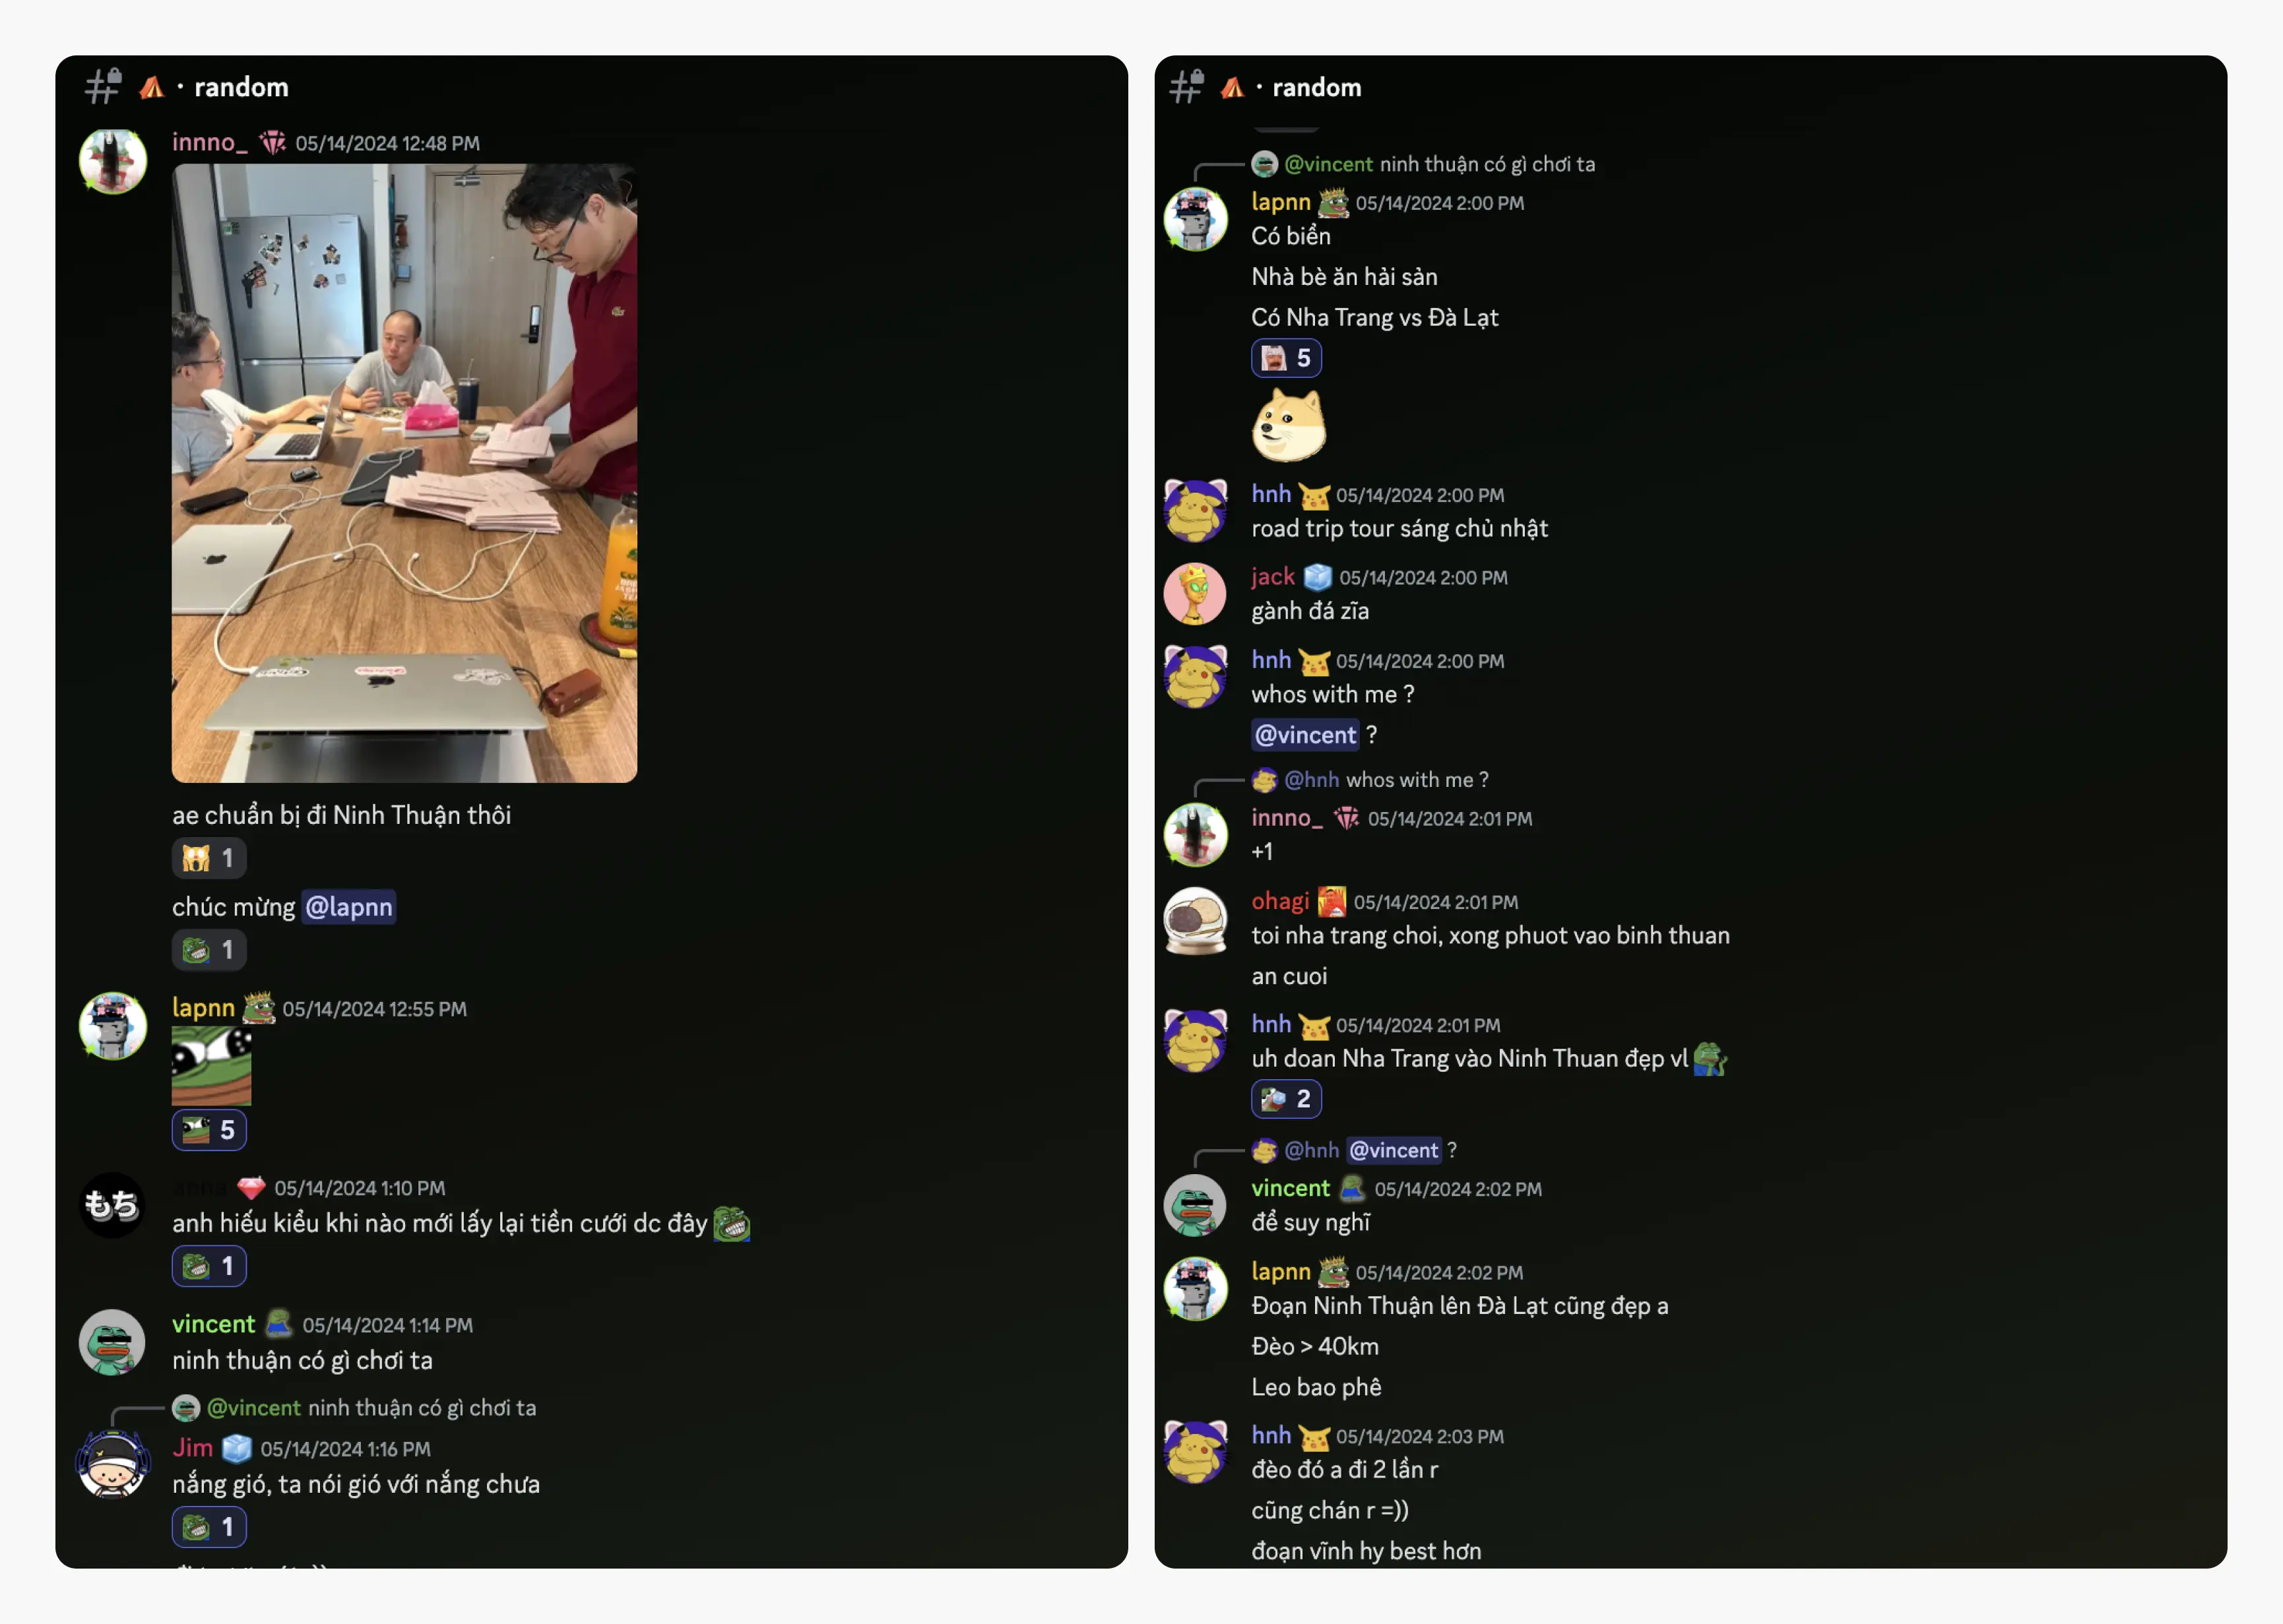 · random
innno_ 05/14/2024 12:48 PM
ae chuẩn bị đi Ninh Thuận thôi
1
chúc mừng @lapnn
1
lapnn 05/14/2024 12:55 PM
5
もち
anna 05/14/2024 1:10 PM
anh hiếu kiểu khi nào mới lấy lại tiền cưới dc đây
1
vincent 05/14/2024 1:14 PM
ninh thuận có gì chơi ta
@vincent ninh thuận có gì chơi ta
Jim 05/14/2024 1:16 PM
nắng gió, ta nói gió với nắng chưa
1
· random
@vincent ninh thuận có gì chơi ta
lapnn 05/14/2024 2:00 PM
Có biển
Nhà bè ăn hải sản
Có Nha Trang vs Đà Lạt
5
hnh 05/14/2024 2:00 PM
road trip tour sáng chủ nhật
jack 05/14/2024 2:00 PM
gành đá zĩa
hnh 05/14/2024 2:00 PM
whos with me ?
@vincent ?
@hnh whos with me ?
innno_ 05/14/2024 2:01 PM
+1
ohagi 05/14/2024 2:01 PM
toi nha trang choi, xong phuot vao binh thuan
an cuoi
hnh 05/14/2024 2:01 PM
uh doan Nha Trang vào Ninh Thuan đẹp vl
2
@hnh @vincent ?
vincent 05/14/2024 2:02 PM
để suy nghĩ
lapnn 05/14/2024 2:02 PM
Đoạn Ninh Thuận lên Đà Lạt cũng đẹp a
Đèo > 40km
Leo bao phê
hnh 05/14/2024 2:03 PM
đèo đó a đi 2 lần r
cũng chán r =))
đoạn vĩnh hy best hơn